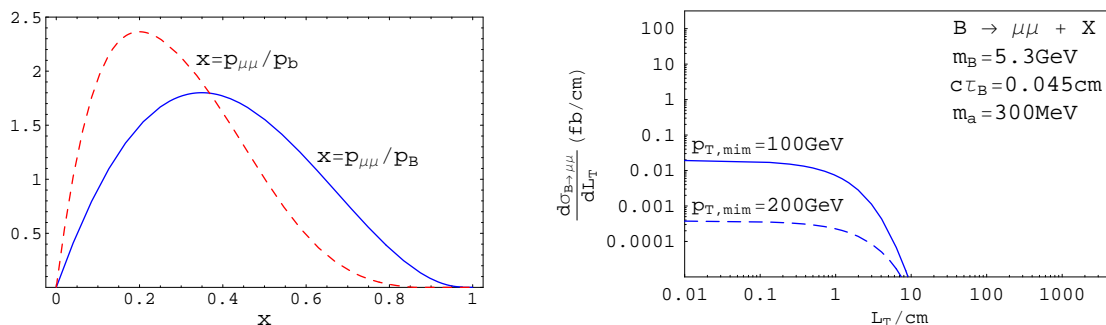 2.5
2
1.5
1
0.5
0
0.2
0.4
0.6
0.8
1
x
x=pμμ/pb
x=pμμ/pB
100
10
1
0.1
0.01
0.001
0.0001
dσB→μμ/dLT (fb/cm)
B → μμ + X
mB=5.3GeV
cτB=0.045cm
ma=300MeV
pT,mim=100GeV
pT,mim=200GeV
0.01
0.1
1
10
100
1000
LT/cm